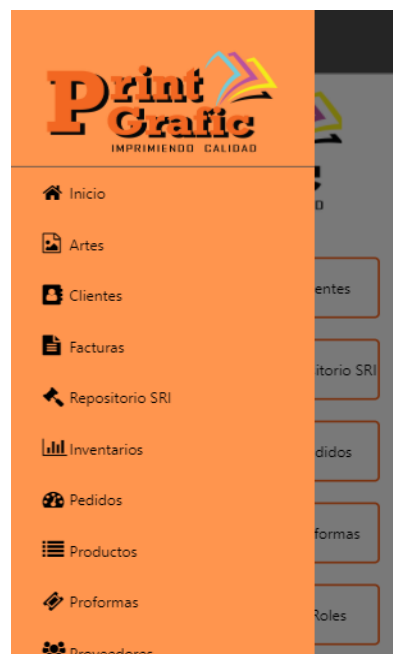 Print
Grafic
IMPRIMIENDO CALIDAD
Inicio
Artes
Clientes
entes
Facturas
itorio SRI
Repositorio SRI
Inventarios
didos
Pedidos
formas
Productos
Proformas
Roles
Proveedores